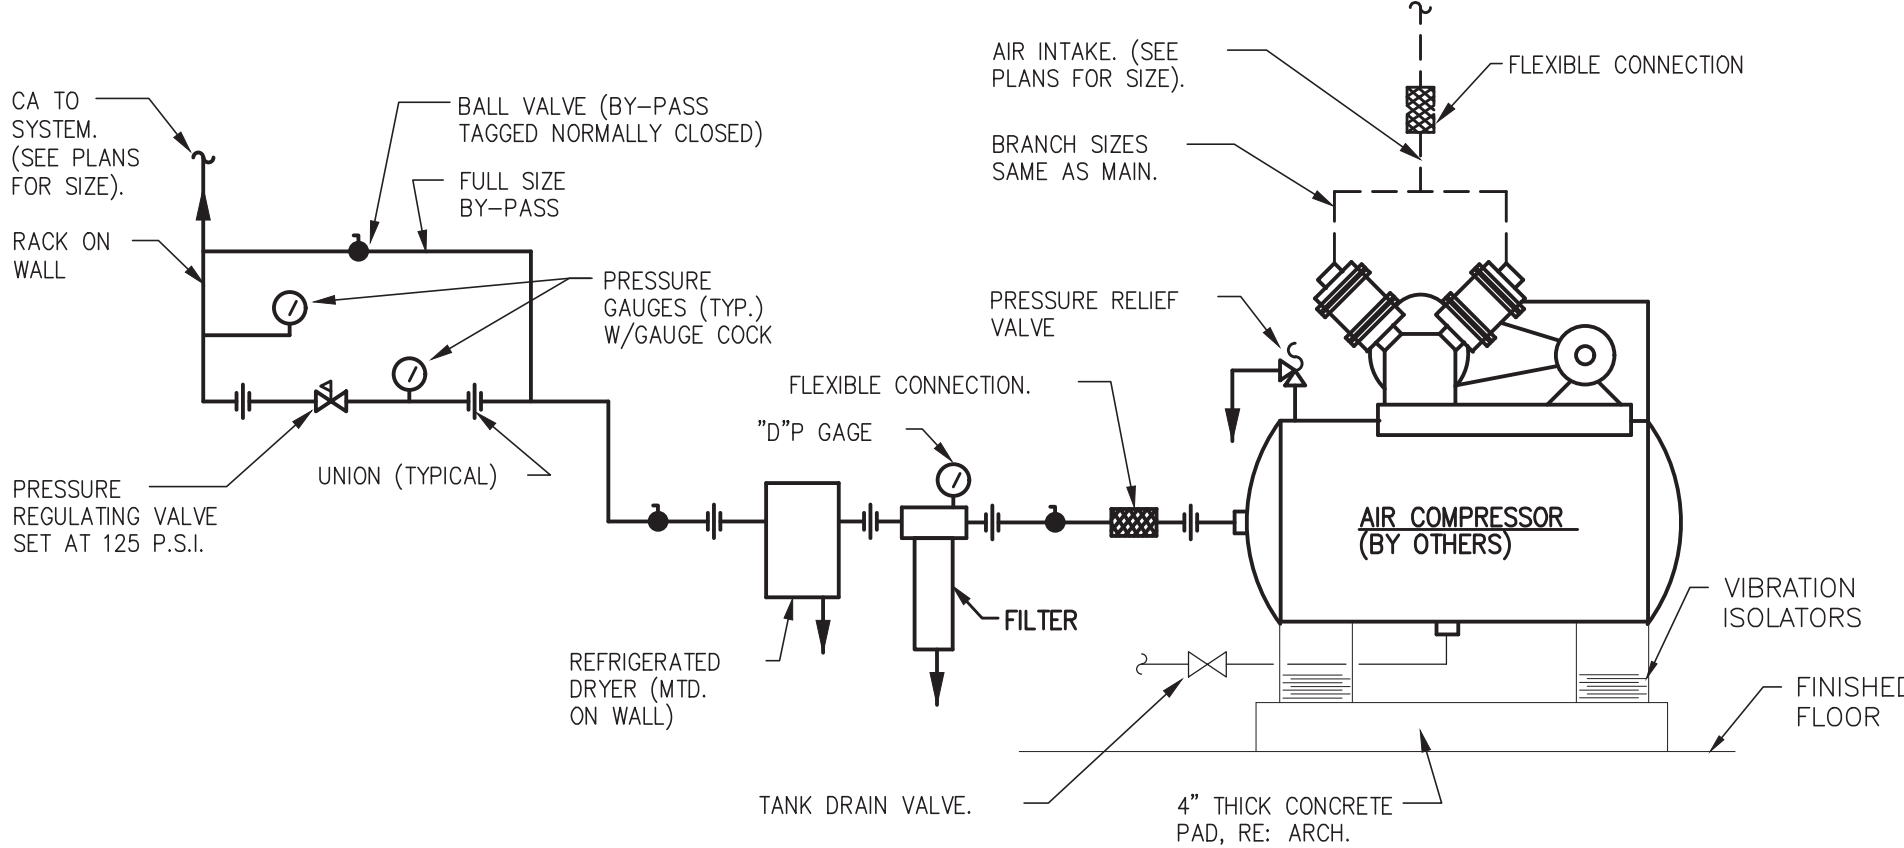 CA TO
SYSTEM.
(SEE PLANS
FOR SIZE).
BALL VALVE (BY-PASS
TAGGED NORMALLY CLOSED)
FULL SIZE
BY-PASS
RACK ON
WALL
PRESSURE
GAUGES (TYP.)
W/GAUGE COCK
PRESSURE
REGULATING VALVE
SET AT 125 P.S.I.
UNION (TYPICAL)
AIR INTAKE. (SEE
PLANS FOR SIZE).
FLEXIBLE CONNECTION
BRANCH SIZES
SAME AS MAIN.
PRESSURE RELIEF
VALVE
FLEXIBLE CONNECTION.
"D"P GAGE
AIR COMPRESSOR
(BY OTHERS)
FILTER
REFRIGERATED
DRYER (MTD.
ON WALL)
VIBRATION
ISOLATORS
FINISHED
FLOOR
TANK DRAIN VALVE.
4" THICK CONCRETE
PAD, RE: ARCH.